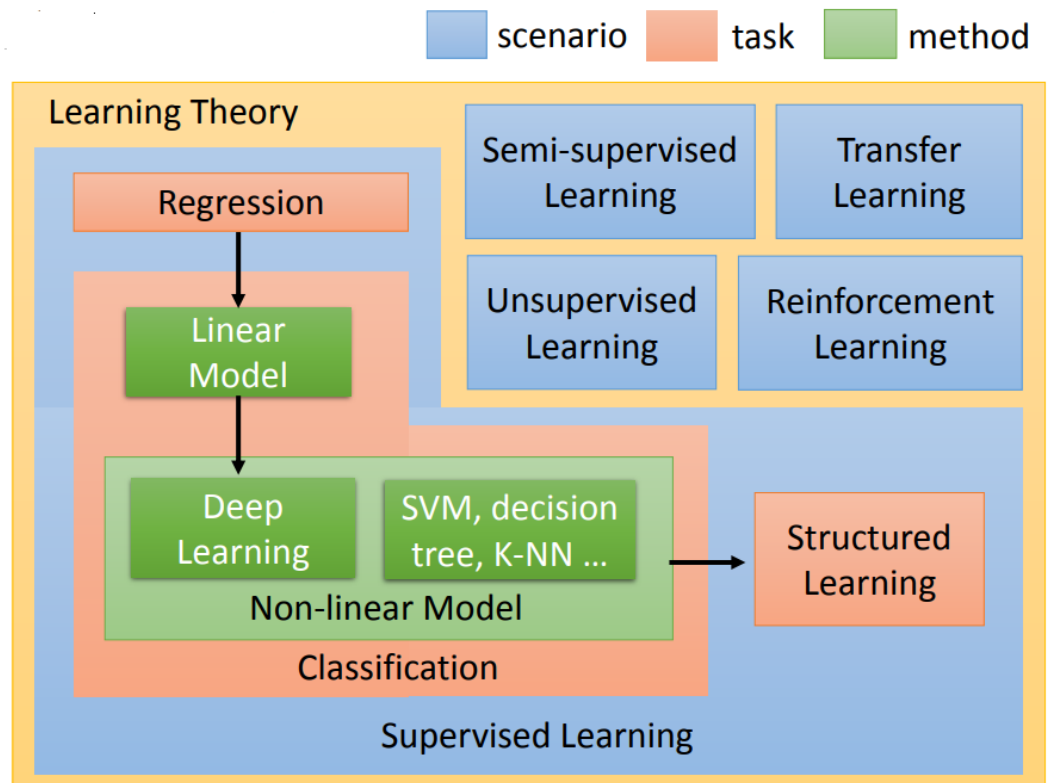 scenario
task
method
Learning Theory
Semi-supervised
Learning
Transfer
Learning
Regression
Unsupervised
Learning
Reinforcement
Learning
Linear
Model
Deep
Learning
SVM, decision
tree, K-NN ...
Structured
Learning
Non-linear Model
Classification
Supervised Learning